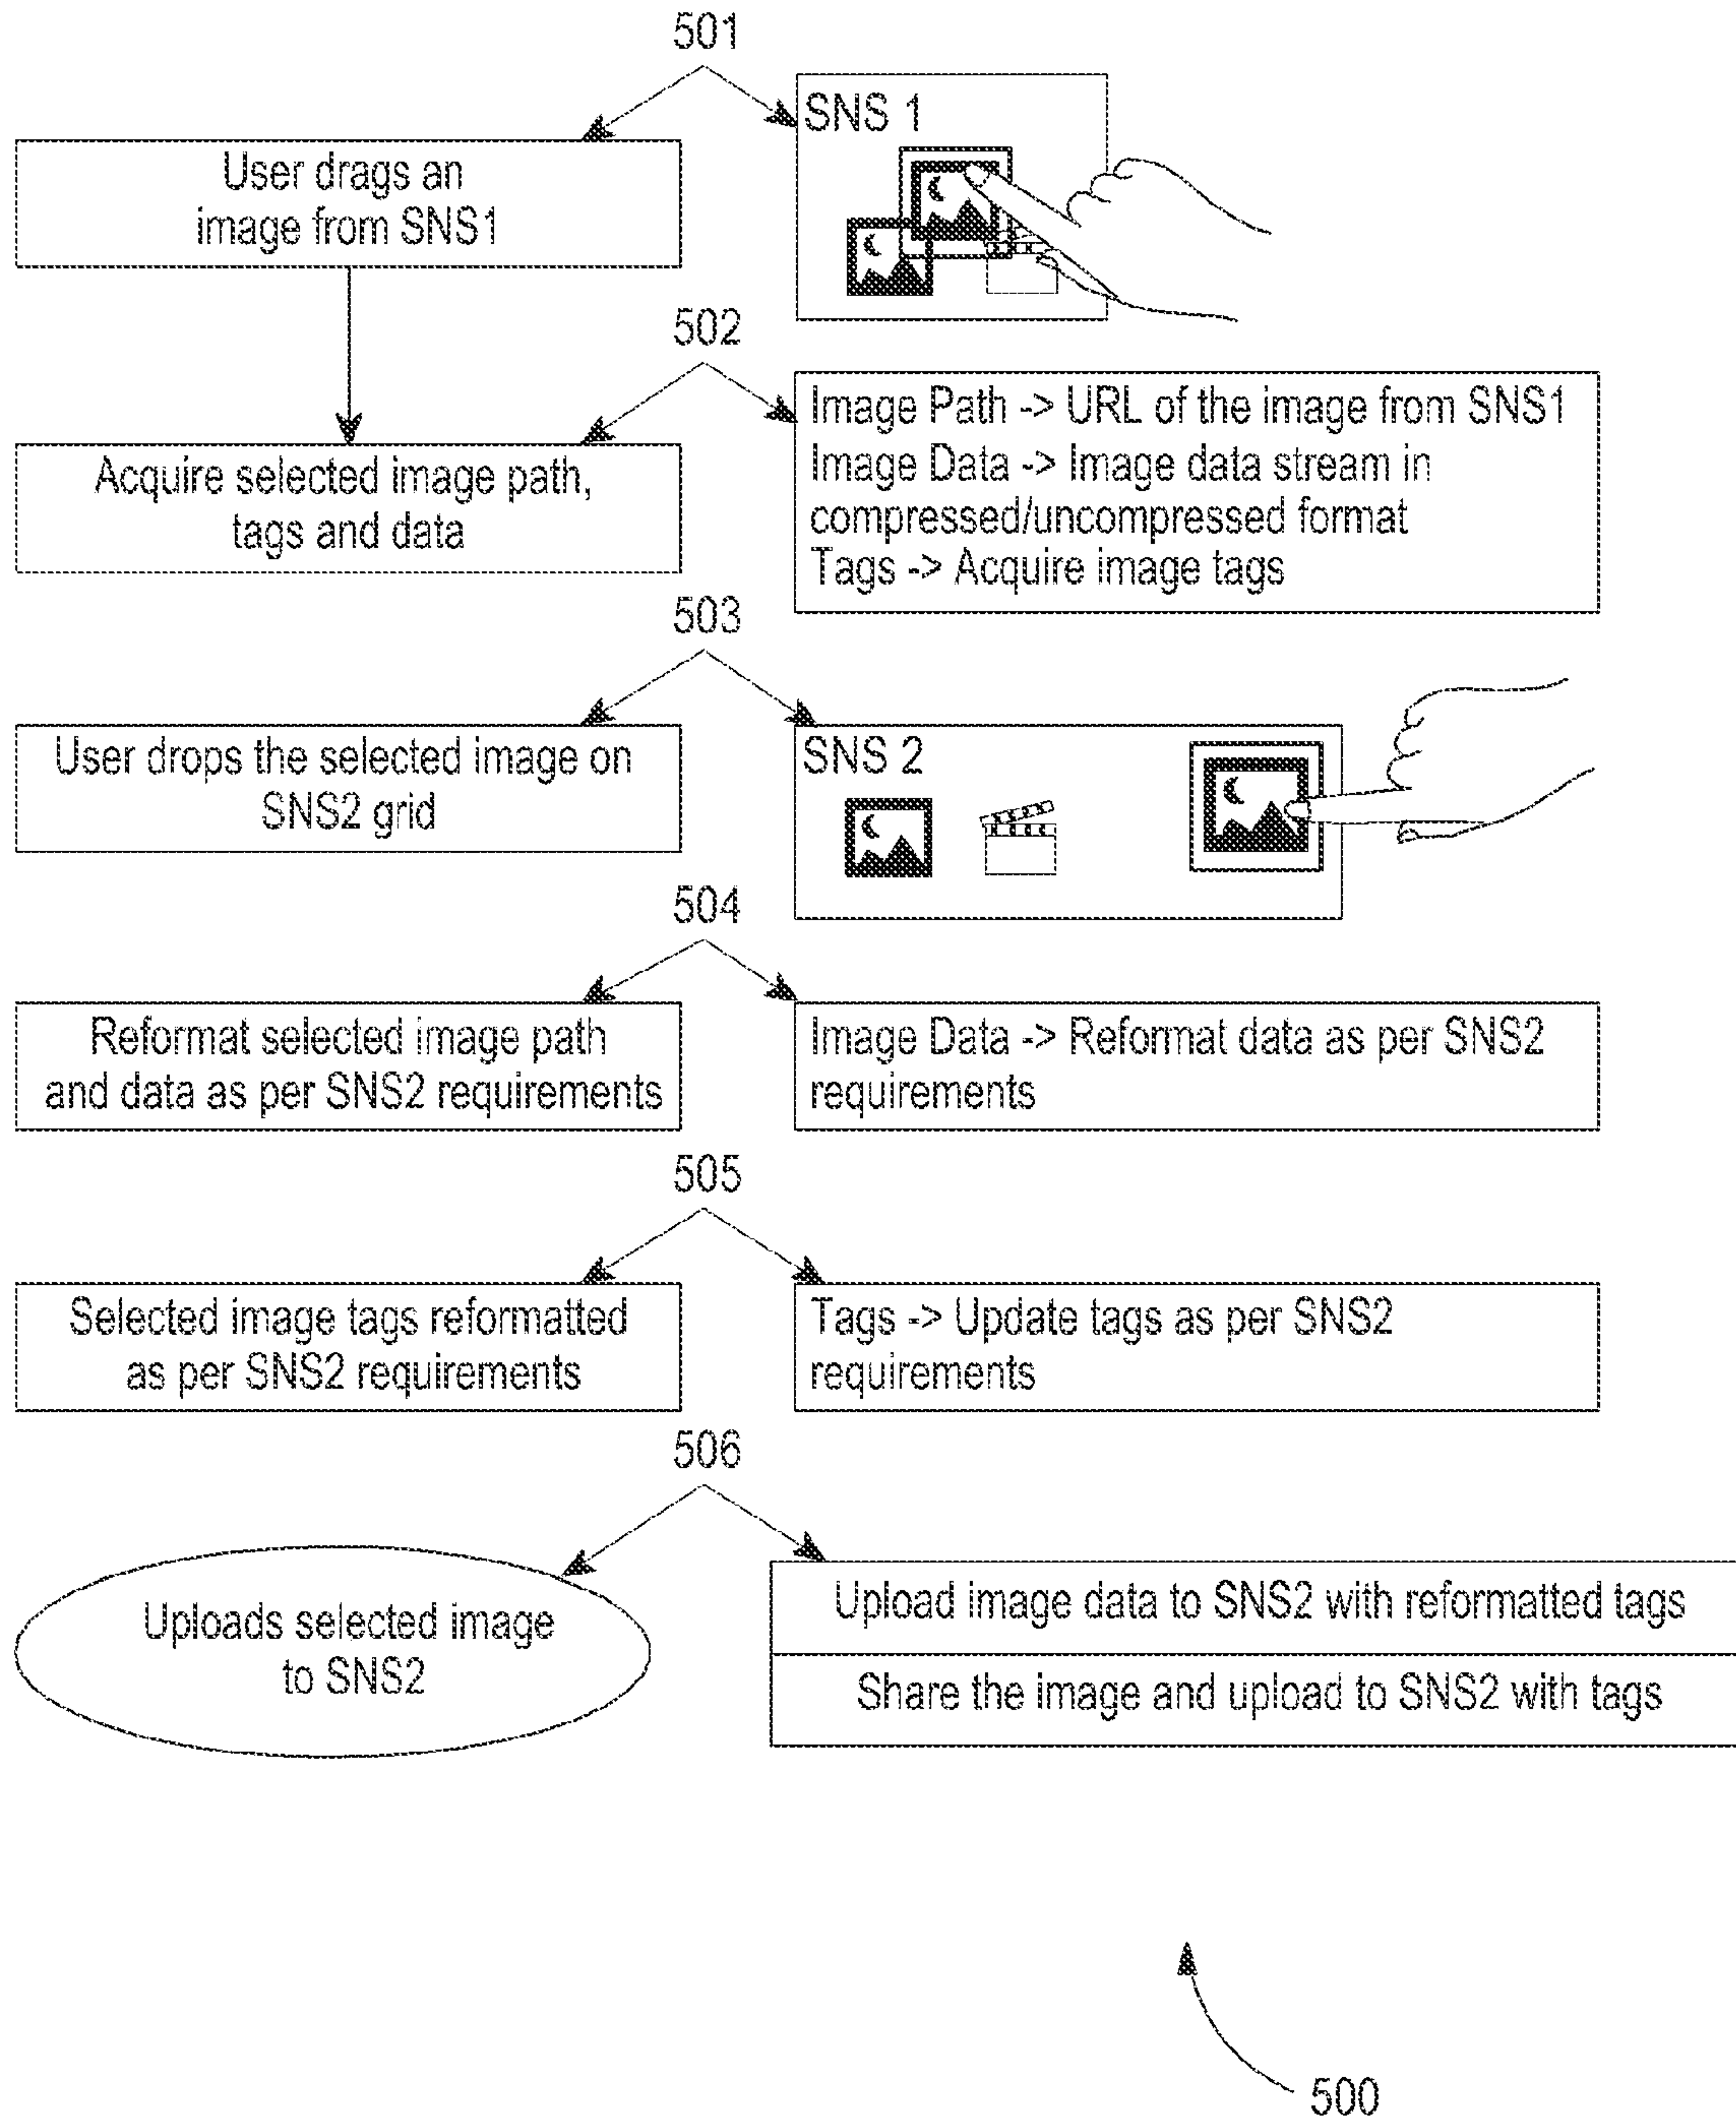 501
User drags an
image from SNS1
SNS 1
502
Acquire selected image path,
tags and data
Image Path -> URL of the image from SNS1
Image Data -> Image data stream in
compressed/uncompressed format
Tags -> Acquire image tags
503
User drops the selected image on
SNS2 grid
SNS 2
504
Reformat selected image path
and data as per SNS2 requirements
Image Data -> Reformat data as per SNS2
requirements
505
Selected image tags reformatted
as per SNS2 requirements
Tags -> Update tags as per SNS2
requirements
506
Uploads selected image
to SNS2
Upload image data to SNS2 with reformatted tags
Share the image and upload to SNS2 with tags
500